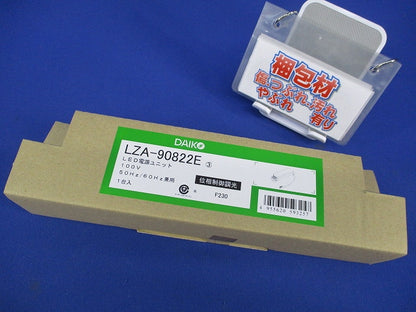 梱包材
傷つぶれ・汚れ
やぶれ 有り
DAIKO
LZA-90822E ③
LED電源ユニット
100V
50Hz/60Hz兼用
1台入
位相制御調光
F230